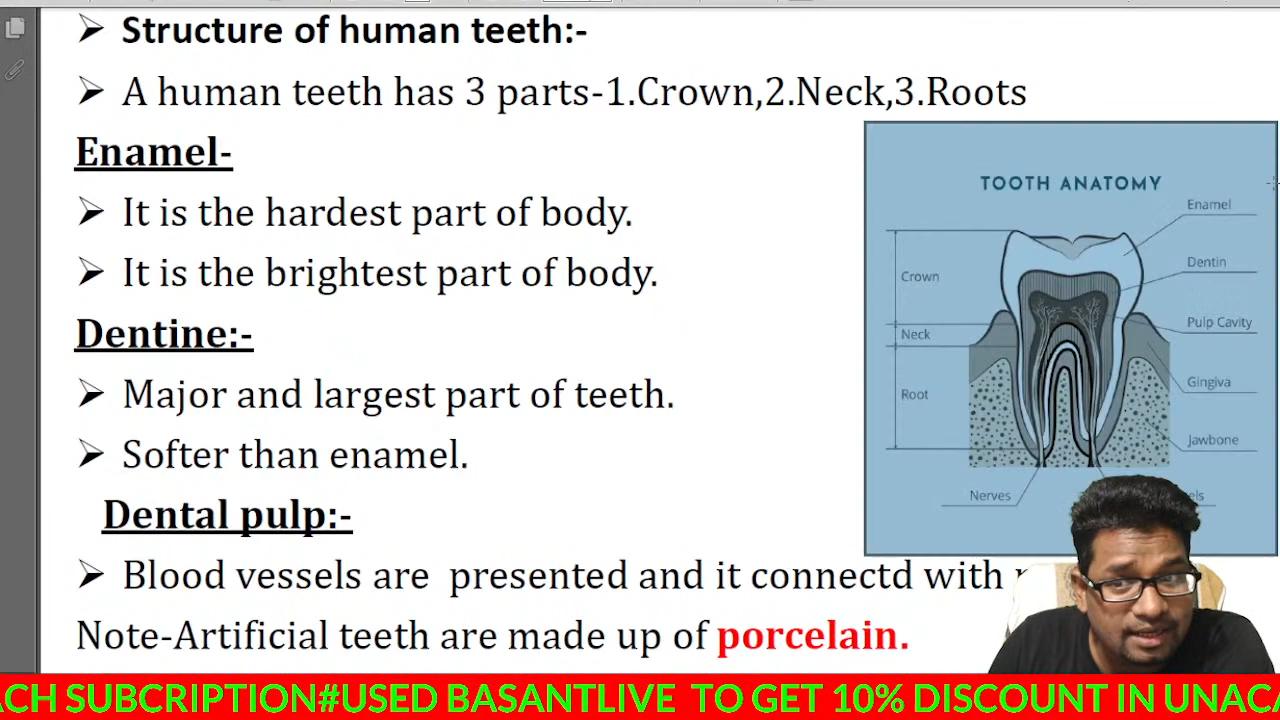 Structure of human teeth:-
A human teeth has 3 parts-1.Crown,2.Neck,3.Roots
Enamel-
It is the hardest part of body.
It is the brightest part of body.
Dentine:-
Major and largest part of teeth.
Softer than enamel.
Dental pulp:-
Blood vessels are presented and it connectd with
Note-Artificial teeth are made up of porcelain.
TOOTH ANATOMY
Enamel
Dentin
Crown
Pulp Cavity
Neck
Gingiva
Root
Jawbone
Nerves
SUBCRIPTION#USED BASANTLIVE TO GET 10% DISCOUNT IN